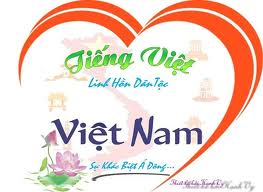 Tiếng Việt
Linh Hồn Dân Tộc
Việt Nam
Sự Khác Biệt Á Đông...